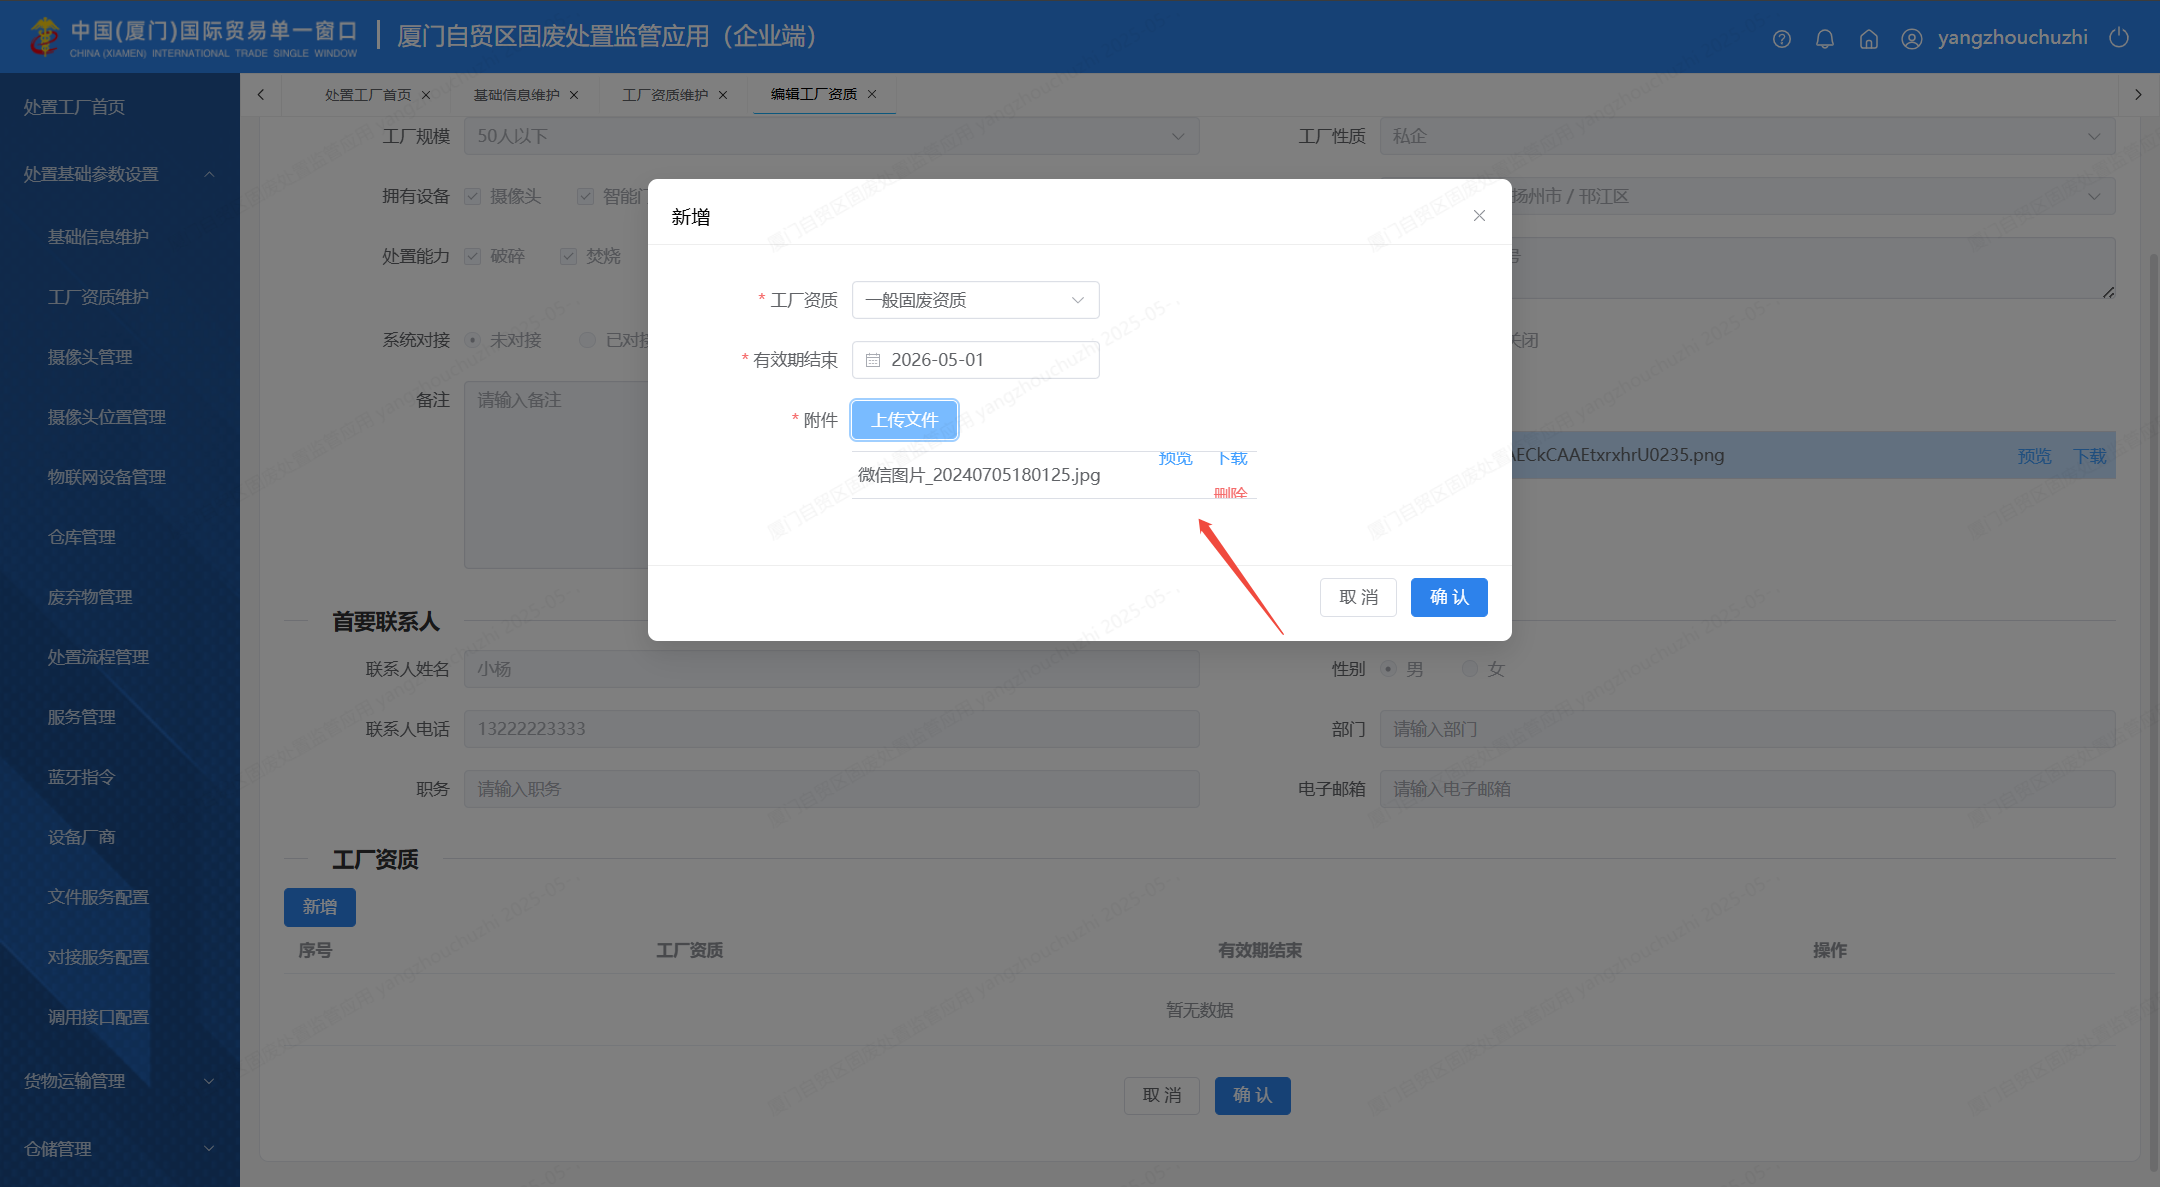 中国(厦门)国际贸易单一窗口
CHINA (XIAMEN) INTERNATIONAL TRADE SINGLE WINDOW
厦门自贸区固废处置监管应用（企业端）
yangzhouchuzhi
处置工厂首页
处置基础参数设置
基础信息维护
工厂资质维护
摄像头管理
摄像头位置管理
物联网设备管理
仓库管理
废弃物管理
处置流程管理
服务管理
蓝牙指令
设备厂商
文件服务配置
对接服务配置
调用接口配置
货物运输管理
仓储管理
处置工厂首页 基础信息维护 工厂资质维护 编辑工厂资质
工厂规模 50人以下 工厂性质 私企
拥有设备 摄像头 智能 扬州市 / 邗江区
处置能力 破碎 焚烧 号
系统对接 未对接 已对接 关闭
备注 请输入备注
AECkCAAEtxrxhrU0235.png 预览 下载
新增
* 工厂资质 一般固废资质
* 有效期结束 2026-05-01
* 附件 上传文件
微信图片_20240705180125.jpg 预览 下载
删除
取消 确认
首要联系人
联系人姓名 小杨 性别 男 女
联系人电话 13222223333 部门 请输入部门
职务 请输入职务 电子邮箱 请输入电子邮箱
工厂资质
新增
序号 工厂资质 有效期结束 操作
暂无数据
取消 确认